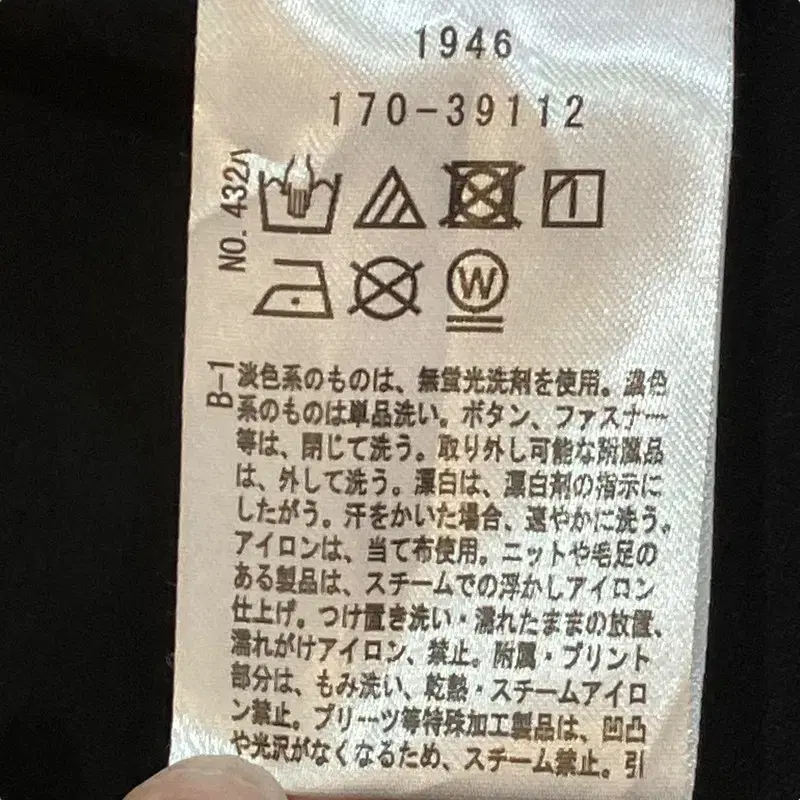 1946
170-39112
NO. 432ハ
W
B-1
淡色系のものは、無蛍光洗剤を使用。濃色
系のものは単品洗い。ボタン、ファスナー
等は、閉じて洗う。取り外し可能な附属品
は、外して洗う。漂白は、漂白剤の指示に
したがう。汗をかいた場合、速やかに洗う。
アイロンは、当て布使用。ニットや毛足の
ある製品は、スチームでの浮かしアイロン
仕上げ。つけ置き洗い・濡れたままの放置、
濡れがけアイロン、禁止。附属・プリント
部分は、もみ洗い、乾熱・スチームアイロ
ン禁止。プリーツ等特殊加工製品は、凹凸
や光沢がなくなるため、スチーム禁止。引